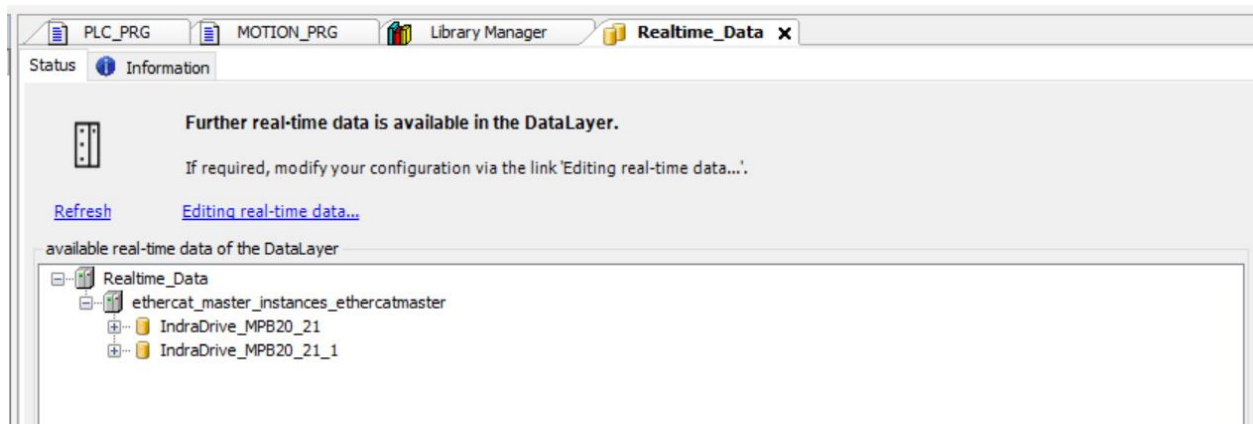 PLC_PRG MOTION_PRG Library Manager Realtime_Data X
Status Information
Further real-time data is available in the DataLayer.
If required, modify your configuration via the link 'Editing real-time data...'.
Refresh Editing real-time data...
available real-time data of the DataLayer
Realtime_Data
ethercat_master_instances_ethercatmaster
IndraDrive_MPB20_21
IndraDrive_MPB20_21_1